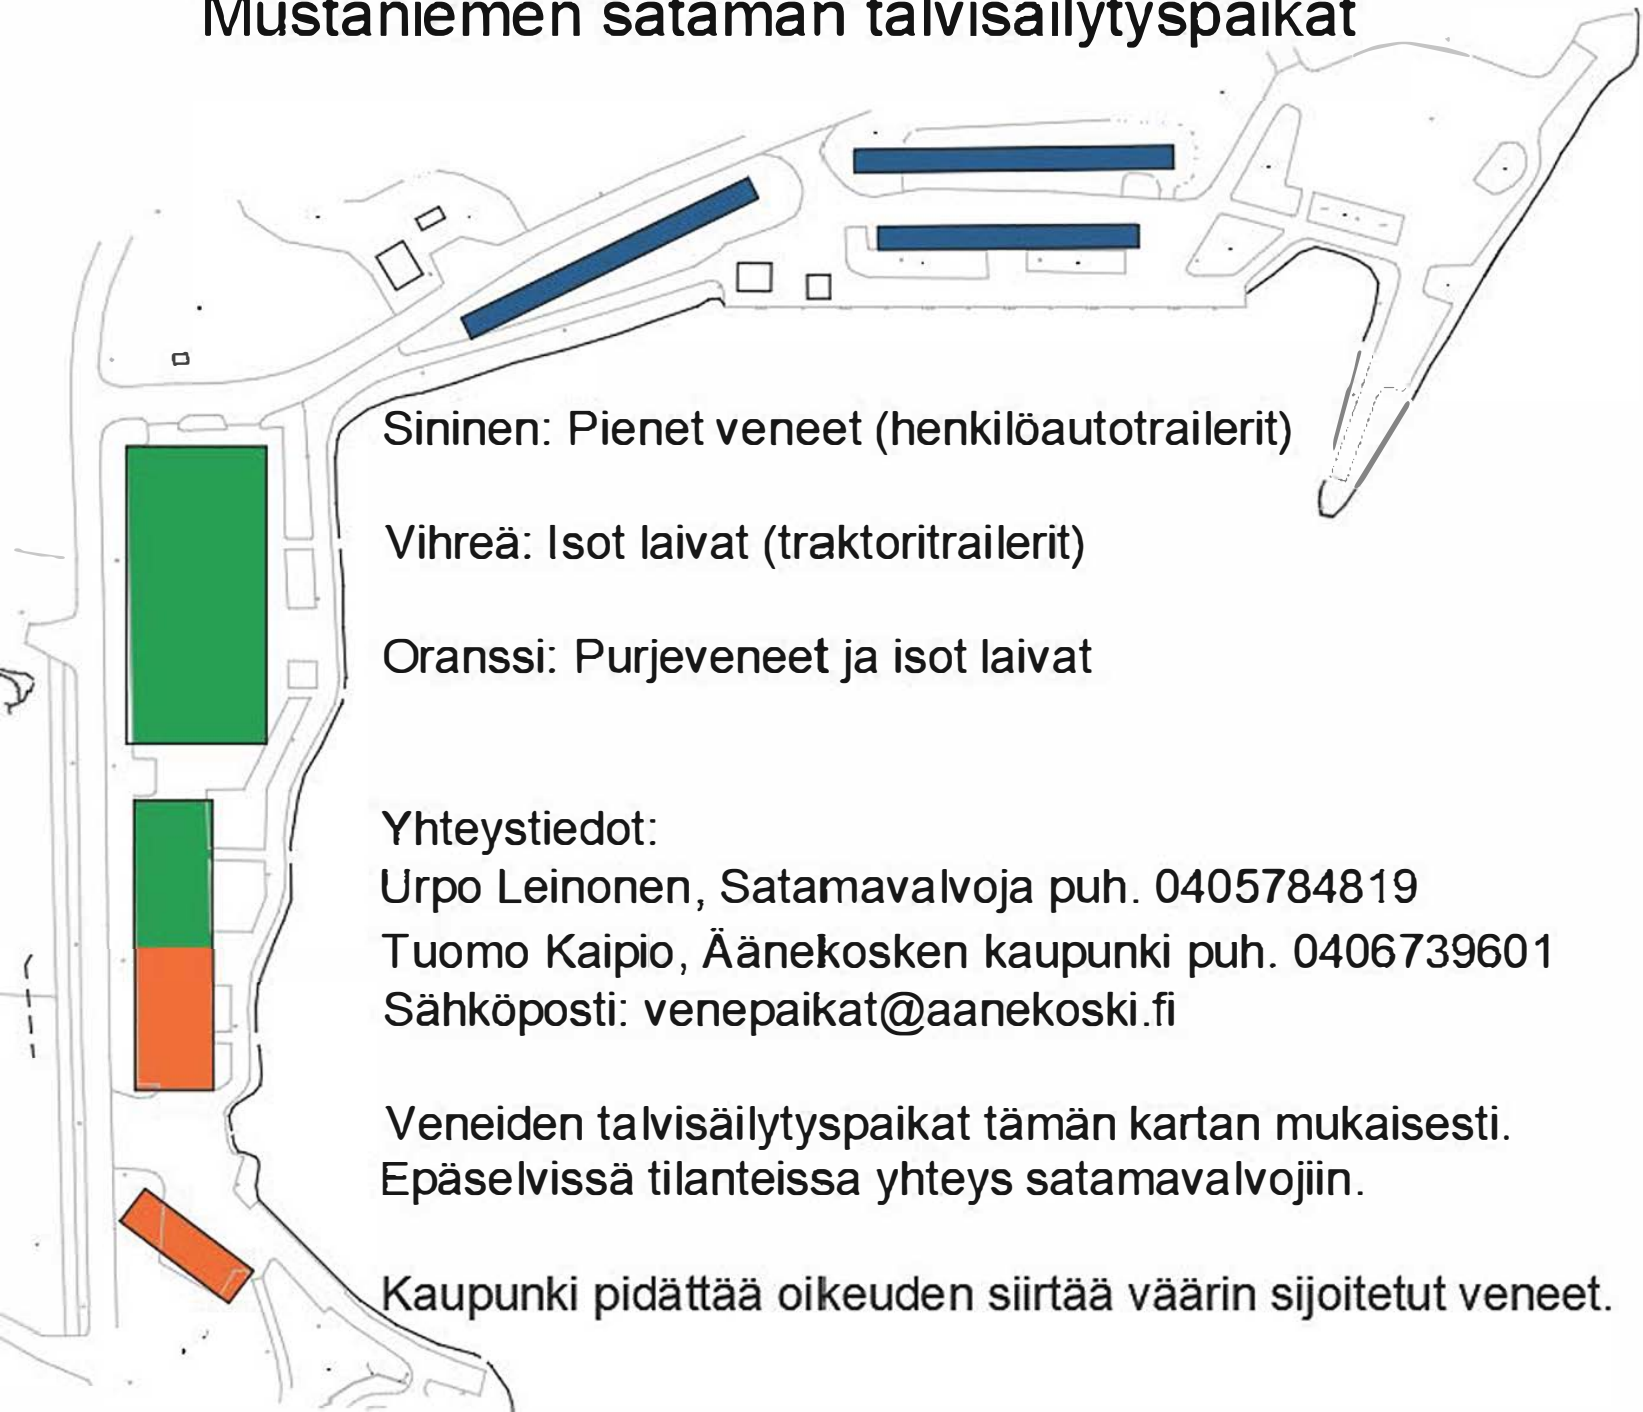 Mustaniemen sataman talvisäilytyspaikat
Sininen: Pienet veneet (henkilöautotrailerit)
Vihreä: Isot laivat (traktoritrailerit)
Oranssi: Purjeveneet ja isot laivat
Yhteystiedot:
Urpo Leinonen, Satamavalvoja puh. 0405784819
Tuomo Kaipio, Äänekosken kaupunki puh. 0406739601
Sähköposti: venepaikat@aanekoski.fi
Veneiden talvisäilytyspaikat tämän kartan mukaisesti.
Epäselvissä tilanteissa yhteys satamavalvojiin.
Kaupunki pidättää oikeuden siirtää väärin sijoitetut veneet.